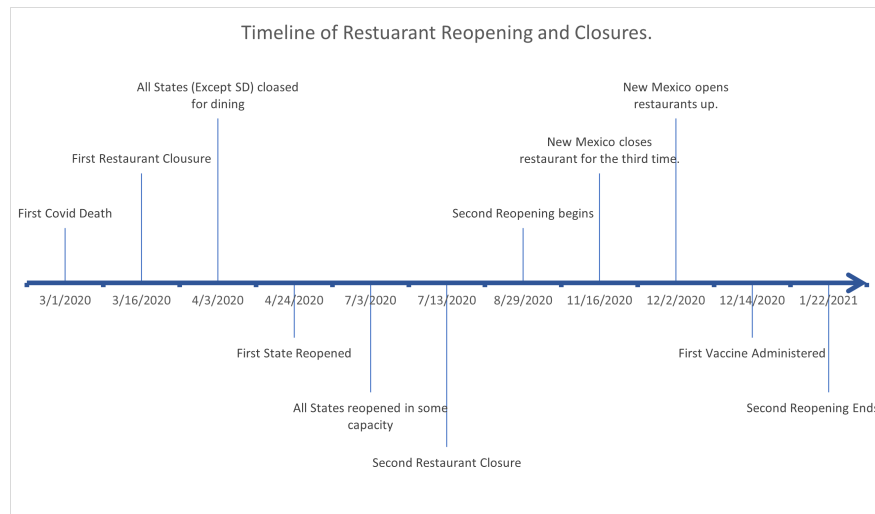 Timeline of Restuarant Reopening and Closures.
All States (Except SD) cloased
for dining
New Mexico opens
restaurants up.
First Restaurant Clousure
New Mexico closes
restaurant for the third time.
First Covid Death
Second Reopening begins
3/1/2020 3/16/2020 4/3/2020 4/24/2020 7/3/2020 7/13/2020 8/29/2020 11/16/2020 12/2/2020 12/14/2020 1/22/2021
First State Reopened
First Vaccine Administered
All States reopened in some
capacity
Second Reopening Ends
Second Restaurant Closure